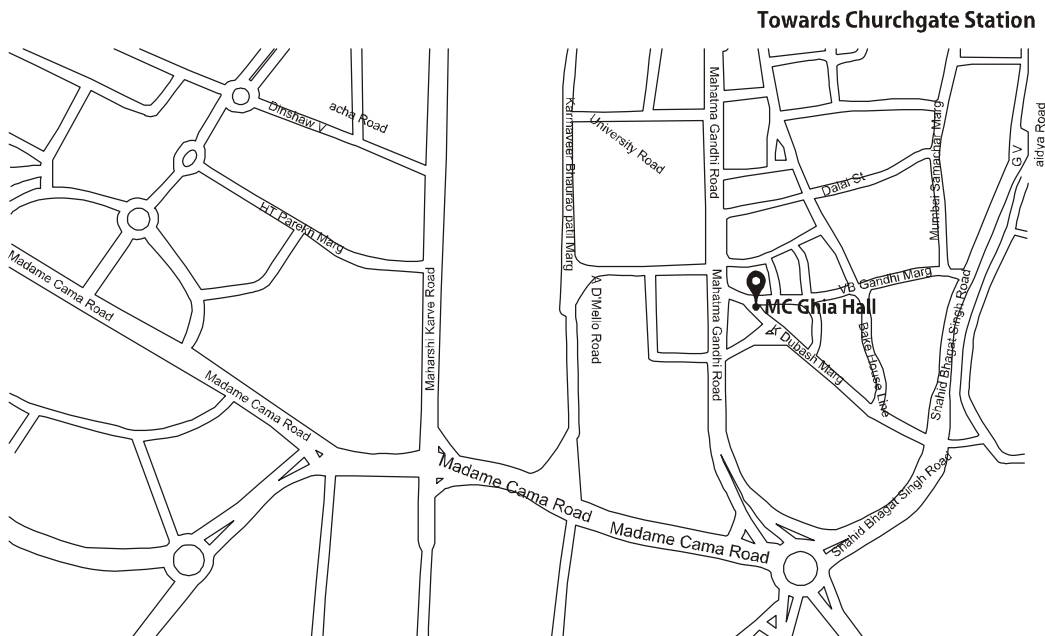 Towards Churchgate Station
Dinshaw V
acha Road
University Road
Karmaveer Bhaurao patil Marg
Mahatma Gandhi Road
Mumbai Samachar Marg
G V
aidya Road
Dalal St
HT Parekh Marg
Madame Cama Road
Maharshi Karve Road
A D'Mello Road
Mahatma Gandhi Road
VB Gandhi Marg
MC Ghia Hall
K Dubash Marg
Bake House Line
Shahid Bhagat Singh Road
Madame Cama Road
Madame Cama Road
Madame Cama Road
Shahid Bhagat Singh Road